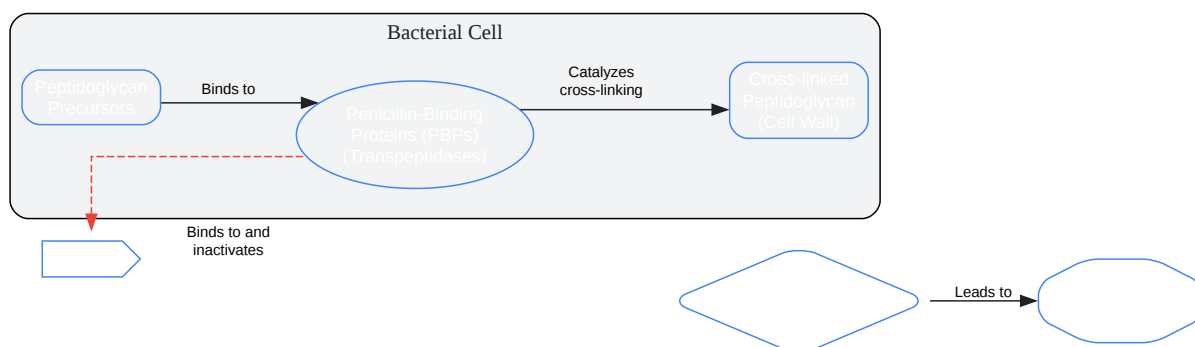 Bacterial Cell
Peptidoglycan
Precursors
Binds to
Penicillin-Binding
Proteins (PBPs)
(Transpeptidases)
Catalyzes
cross-linking
Cross-linked
Peptidoglycan
(Cell Wall)
Binds to and
inactivates
Leads to